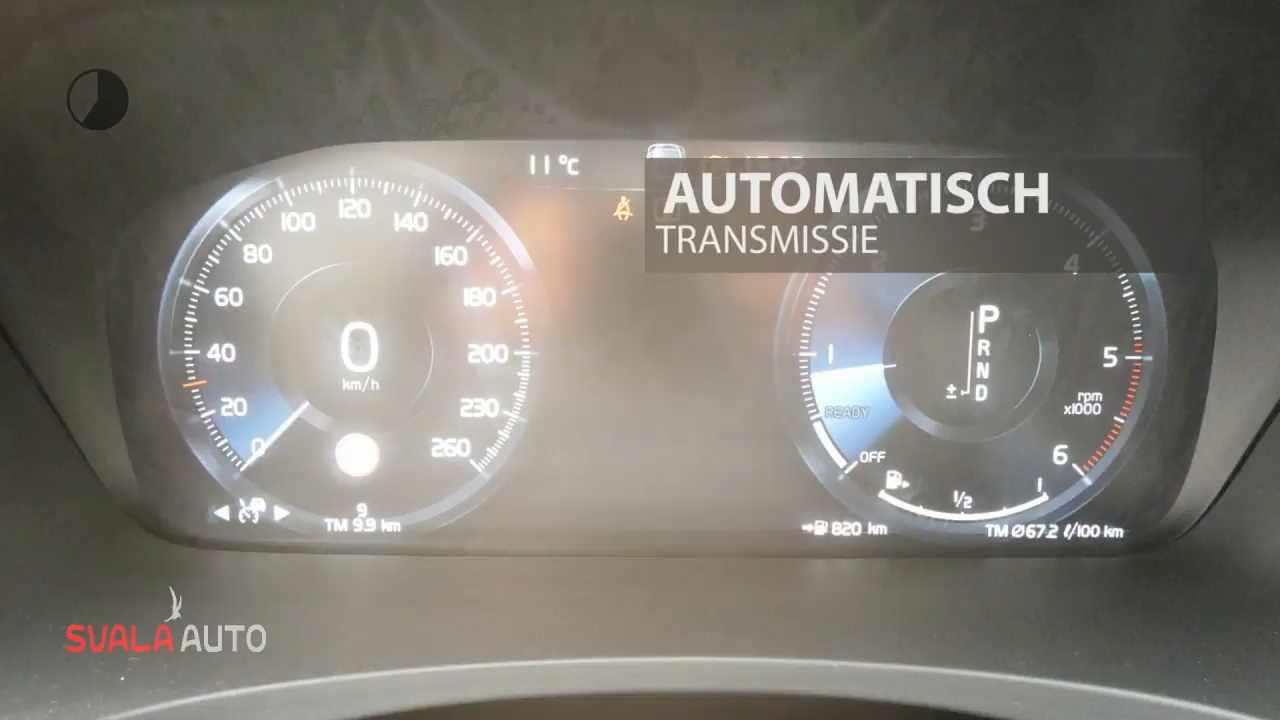 11°C
AUTOMATISCH
TRANSMISSIE
0
20
40
60
80
100
120
140
160
180
200
230
260
0
km/h
9
TM 9.9 km
1
2
3
4
5
6
P
R
N
D
±
rpm
x1000
READY
OFF
1/2
1
820 km
TM Ø67.2 ℓ/100 km
SVALA AUTO